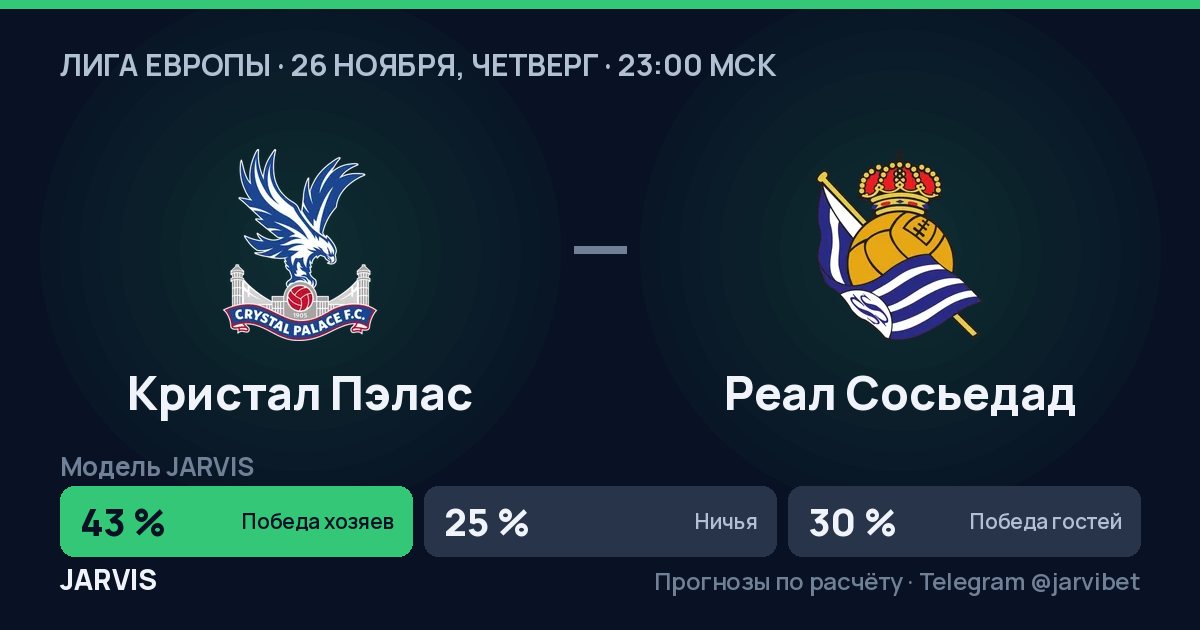 ЛИГА ЕВРОПЫ · 26 НОЯБРЯ, ЧЕТВЕРГ · 23:00 МСК
1905
CRYSTAL PALACE F.C.
—
Кристал Пэлас
Реал Сосьедад
Модель JARVIS
43 % Победа хозяев
25 % Ничья
30 % Победа гостей
JARVIS
Прогнозы по расчёту · Telegram @jarvibet